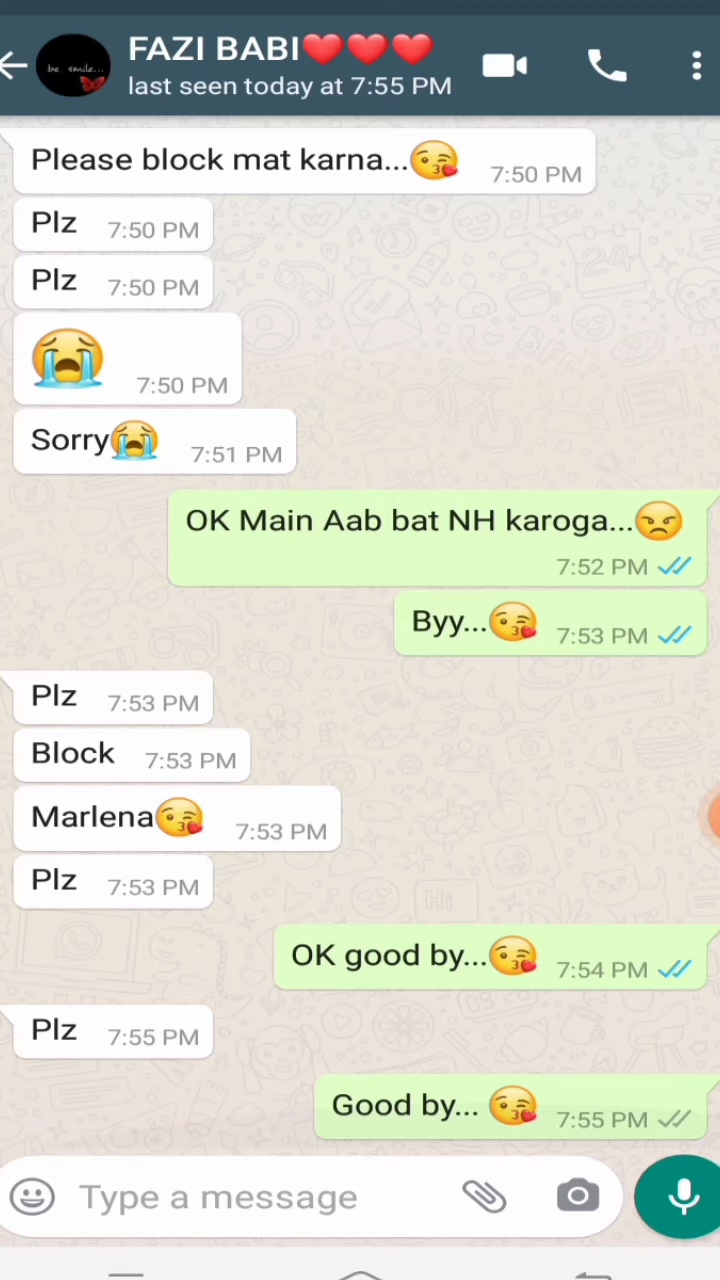 FAZI BABI❤️❤️❤️
be smile...
last seen today at 7:55 PM
Please block mat karna...😘 7:50 PM
Plz 7:50 PM
Plz 7:50 PM
😭 7:50 PM
Sorry😭 7:51 PM
OK Main Aab bat NH karoga...😠
7:52 PM
Byy...😘 7:53 PM
Plz 7:53 PM
Block 7:53 PM
Marlena😘 7:53 PM
Plz 7:53 PM
OK good by...😘 7:54 PM
Plz 7:55 PM
Good by... 😘 7:55 PM
Type a message